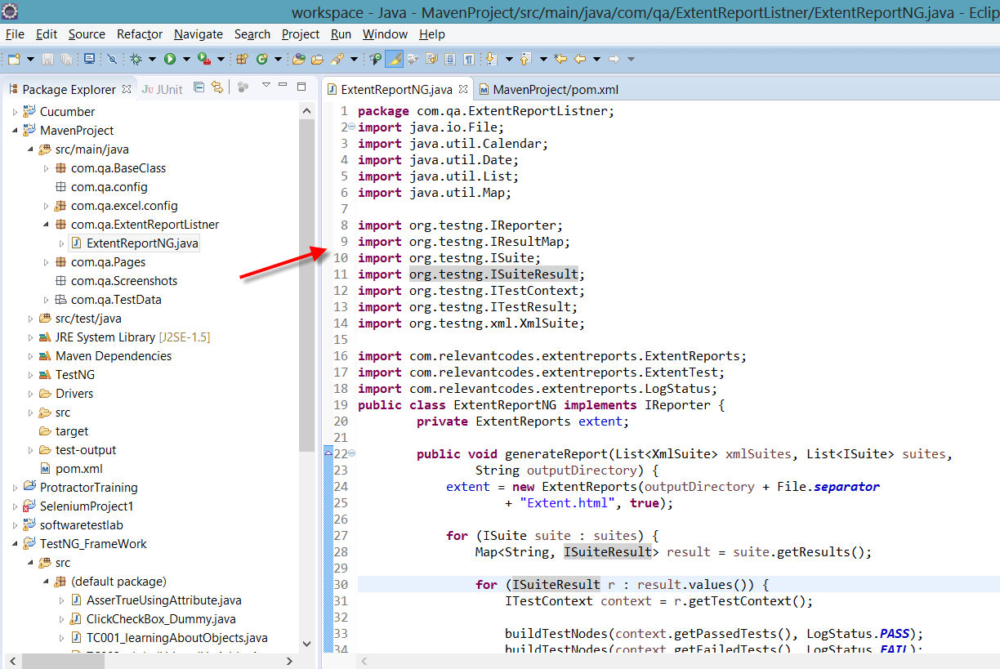 workspace - Java - MavenProject/src/main/java/com/qa/ExtentReportListner/ExtentReportNG.java - Eclip
File Edit Source Refactor Navigate Search Project Run Window Help
Package Explorer JUnit
Cucumber
MavenProject
src/main/java
com.qa.BaseClass
com.qa.config
com.qa.excel.config
com.qa.ExtentReportListner
ExtentReportNG.java
com.qa.Pages
com.qa.Screenshots
com.qa.TestData
src/test/java
JRE System Library [J2SE-1.5]
Maven Dependencies
TestNG
Drivers
src
target
test-output
pom.xml
ProtractorTraining
SeleniumProject1
softwaretestlab
TestNG_FrameWork
src
(default package)
AsserTrueUsingAttribute.java
ClickCheckBox_Dummy.java
TC001_learningAboutObjects.java
ExtentReportNG.java MavenProject/pom.xml
1 package com.qa.ExtentReportListner;
2 import java.io.File;
3 import java.util.Calendar;
4 import java.util.Date;
5 import java.util.List;
6 import java.util.Map;
7
8 import org.testng.IReporter;
9 import org.testng.IResultMap;
10 import org.testng.ISuite;
11 import org.testng.ISuiteResult;
12 import org.testng.ITestContext;
13 import org.testng.ITestResult;
14 import org.testng.xml.XmlSuite;
15
16 import com.relevantcodes.extentreports.ExtentReports;
17 import com.relevantcodes.extentreports.ExtentTest;
18 import com.relevantcodes.extentreports.LogStatus;
19 public class ExtentReportNG implements IReporter {
20 private ExtentReports extent;
21
22 public void generateReport(List<XmlSuite> xmlSuites, List<ISuite> suites,
23 String outputDirectory) {
24 extent = new ExtentReports(outputDirectory + File.separator
25 + "Extent.html", true);
26
27 for (ISuite suite : suites) {
28 Map<String, ISuiteResult> result = suite.getResults();
29
30 for (ISuiteResult r : result.values()) {
31 ITestContext context = r.getTestContext();
32
33 buildTestNodes(context.getPassedTests(), LogStatus.PASS);
34 buildTestNodes(context.getFailedTests(), LogStatus.FAIL);